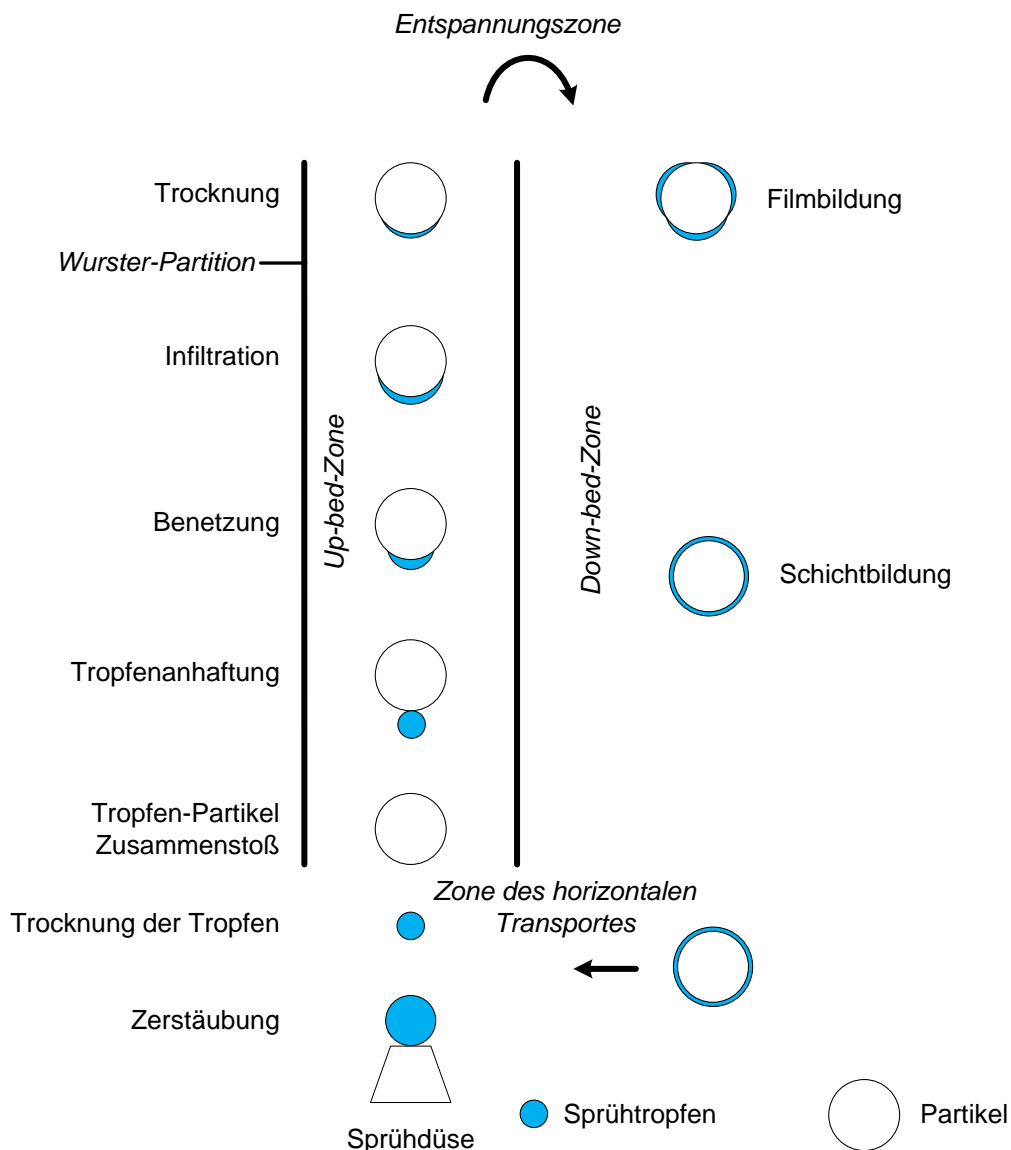 Entspannungszone
Trocknung
Filmbildung
Wurster-Partition
Infiltration
Up-bed-Zone
Down-bed-Zone
Benetzung
Schichtbildung
Tropfenanhaftung
Tropfen-Partikel
Zusammenstoß
Zone des horizontalen
Transportes
Trocknung der Tropfen
Zerstäubung
Sprühdüse
Sprühtropfen
Partikel